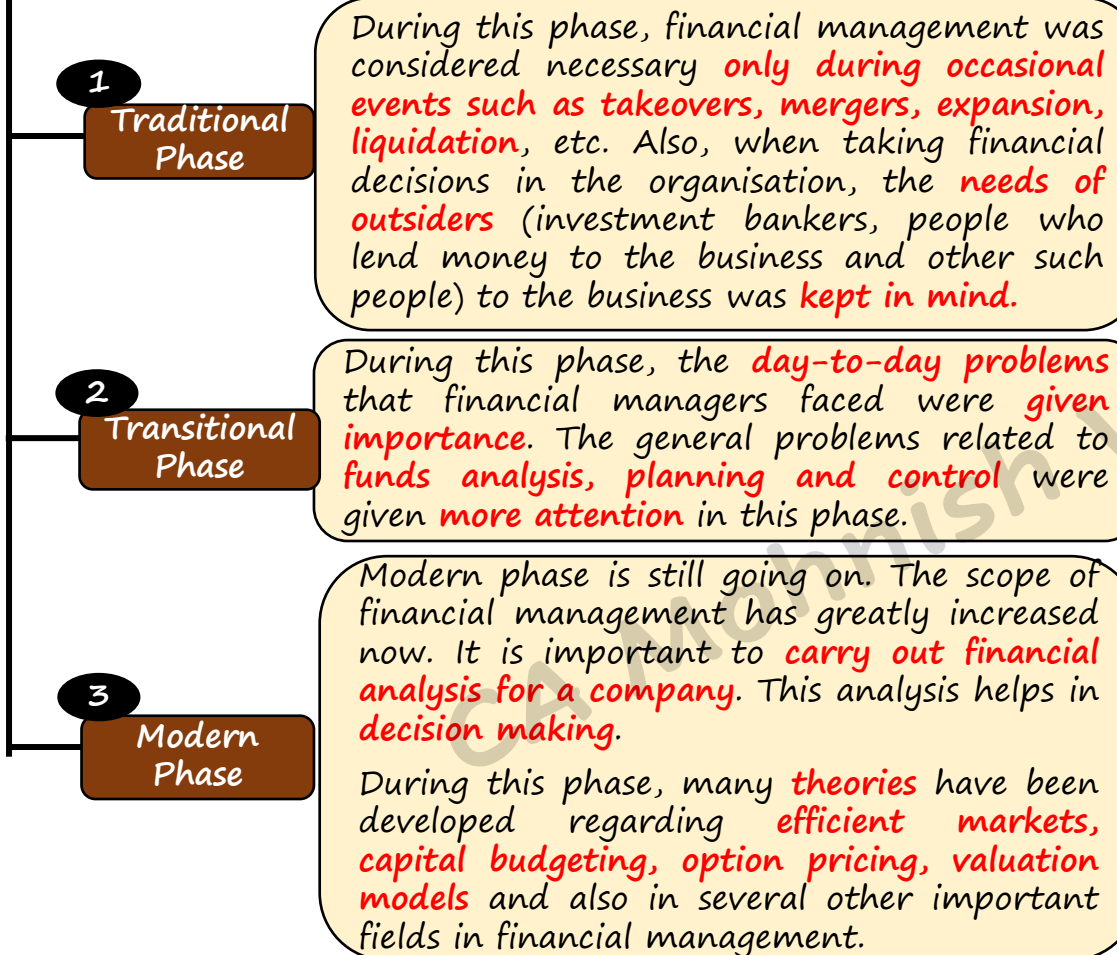 1
Traditional
Phase
During this phase, financial management was
considered necessary only during occasional
events such as takeovers, mergers, expansion,
liquidation, etc. Also, when taking financial
decisions in the organisation, the needs of
outsiders (investment bankers, people who
lend money to the business and other such
people) to the business was kept in mind.
2
Transitional
Phase
During this phase, the day-to-day problems
that financial managers faced were given
importance. The general problems related to
funds analysis, planning and control were
given more attention in this phase.
3
Modern
Phase
Modern phase is still going on. The scope of
financial management has greatly increased
now. It is important to carry out financial
analysis for a company. This analysis helps in
decision making.
During this phase, many theories have been
developed regarding efficient markets,
capital budgeting, option pricing, valuation
models and also in several other important
fields in financial management.
CA Mohnish